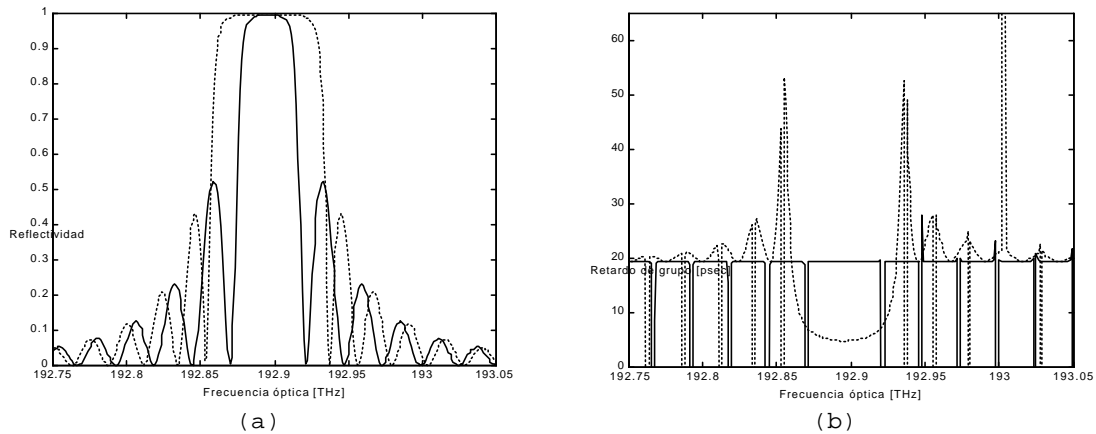 1
0.9
0.8
0.7
0.6
0.5
0.4
Reflectividad
0.3
0.2
0.1
0
192.75 192.8 192.85 192.9 192.95 193 193.05
Frecuencia óptica [THz]
(a)
60
50
40
30
20
Retardo de grupo [psec]
10
0
192.75 192.8 192.85 192.9 192.95 193 193.05
Frecuencia óptica [THz]
(b)